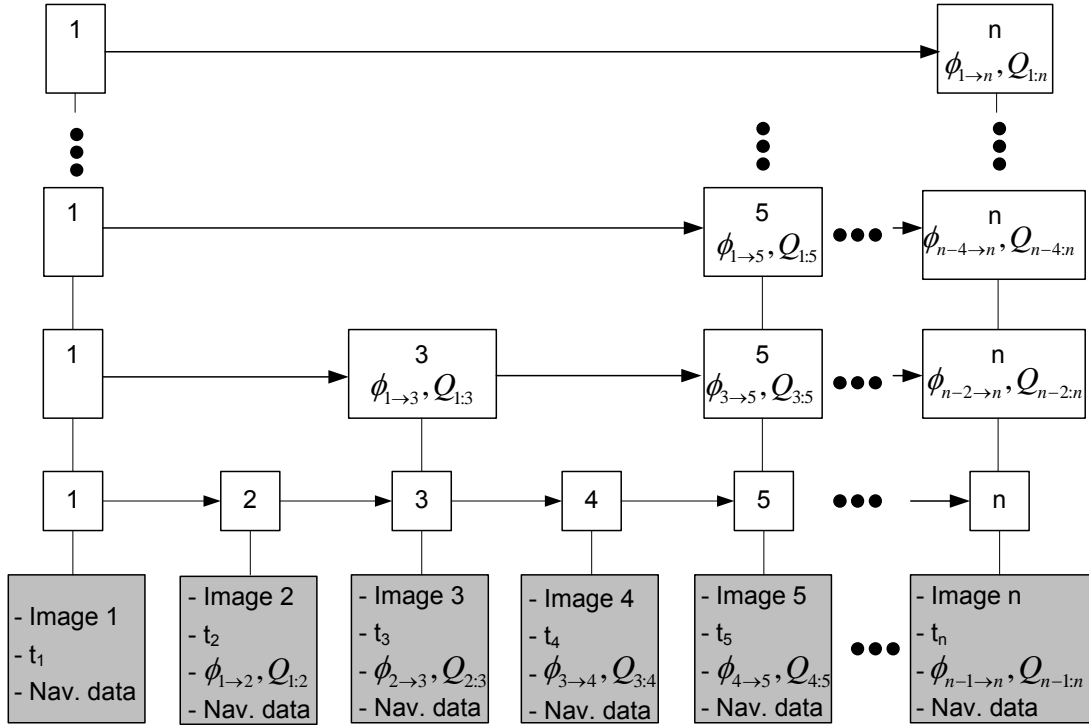 1
n
ϕ₁→ₙ, Q₁:ₙ
1
5
ϕ₁→₅, Q₁:₅
n
ϕₙ₋₄→ₙ, Qₙ₋₄:ₙ
1
3
ϕ₁→₃, Q₁:₃
5
ϕ₃→₅, Q₃:₅
n
ϕₙ₋₂→ₙ, Qₙ₋₂:ₙ
1
2
3
4
5
n
- Image 1
- t₁
- Nav. data
- Image 2
- t₂
- ϕ₁→₂, Q₁:₂
- Nav. data
- Image 3
- t₃
- ϕ₂→₃, Q₂:₃
- Nav. data
- Image 4
- t₄
- ϕ₃→₄, Q₃:₄
- Nav. data
- Image 5
- t₅
- ϕ₄→₅, Q₄:₅
- Nav. data
- Image n
- tₙ
- ϕₙ₋₁→ₙ, Qₙ₋₁:ₙ
- Nav. data